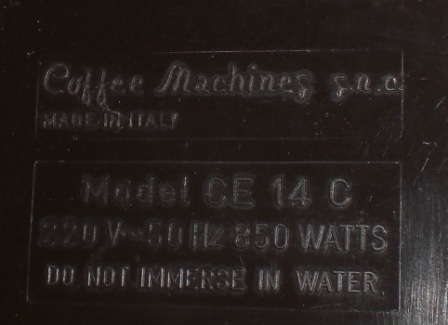 Coffee Machines s.n.c.
MADE IN ITALY
Model CE 14 C
220 V~50 Hz 850 WATTS
DO NOT IMMERSE IN WATER